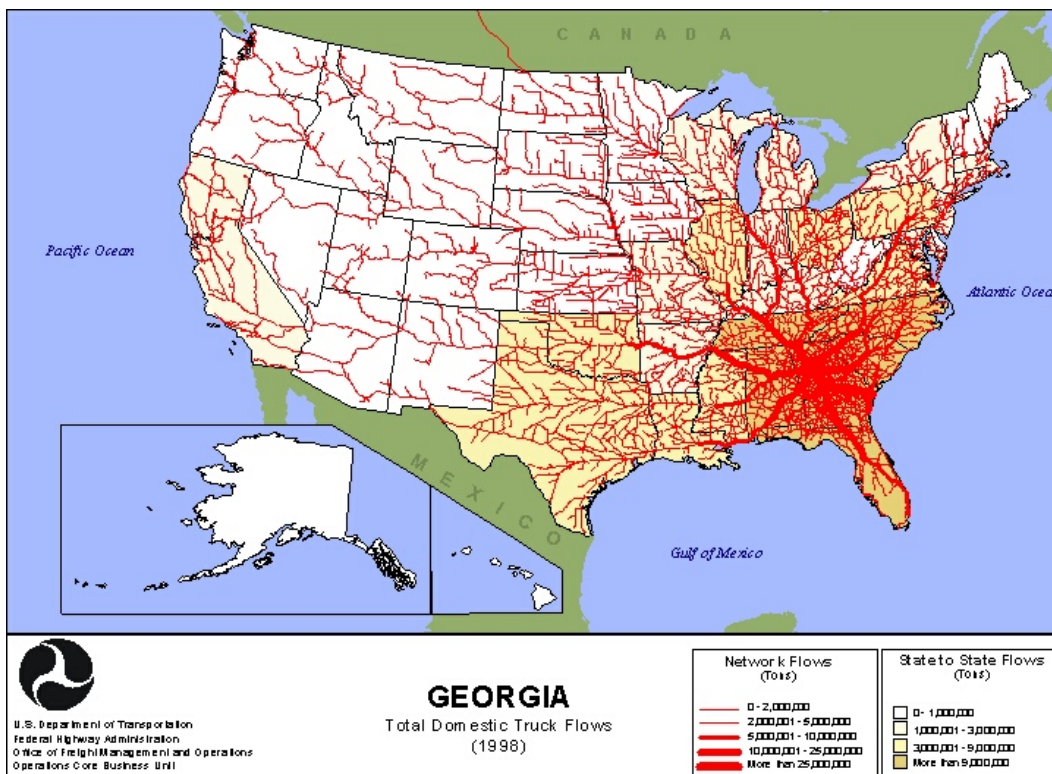 CANADA
Pacific Ocean
Atlantic Ocea
MEXICO
Gulf of Mexico
GEORGIA
Total Domestic Truck Flows
(1998)
U.S. Department of Transportation
Federal Highway Administration
Office of Freight Management and Operations
Operations Core Business Unit
Network Flows
(Tons)
0 - 2,000,000
2,000,001 - 5,000,000
5,000,001 - 10,000,000
10,000,001 - 25,000,000
More than 25,000,000
State to State Flows
(Tons)
0 - 1,000,000
1,000,001 - 3,000,000
3,000,001 - 9,000,000
More than 9,000,000